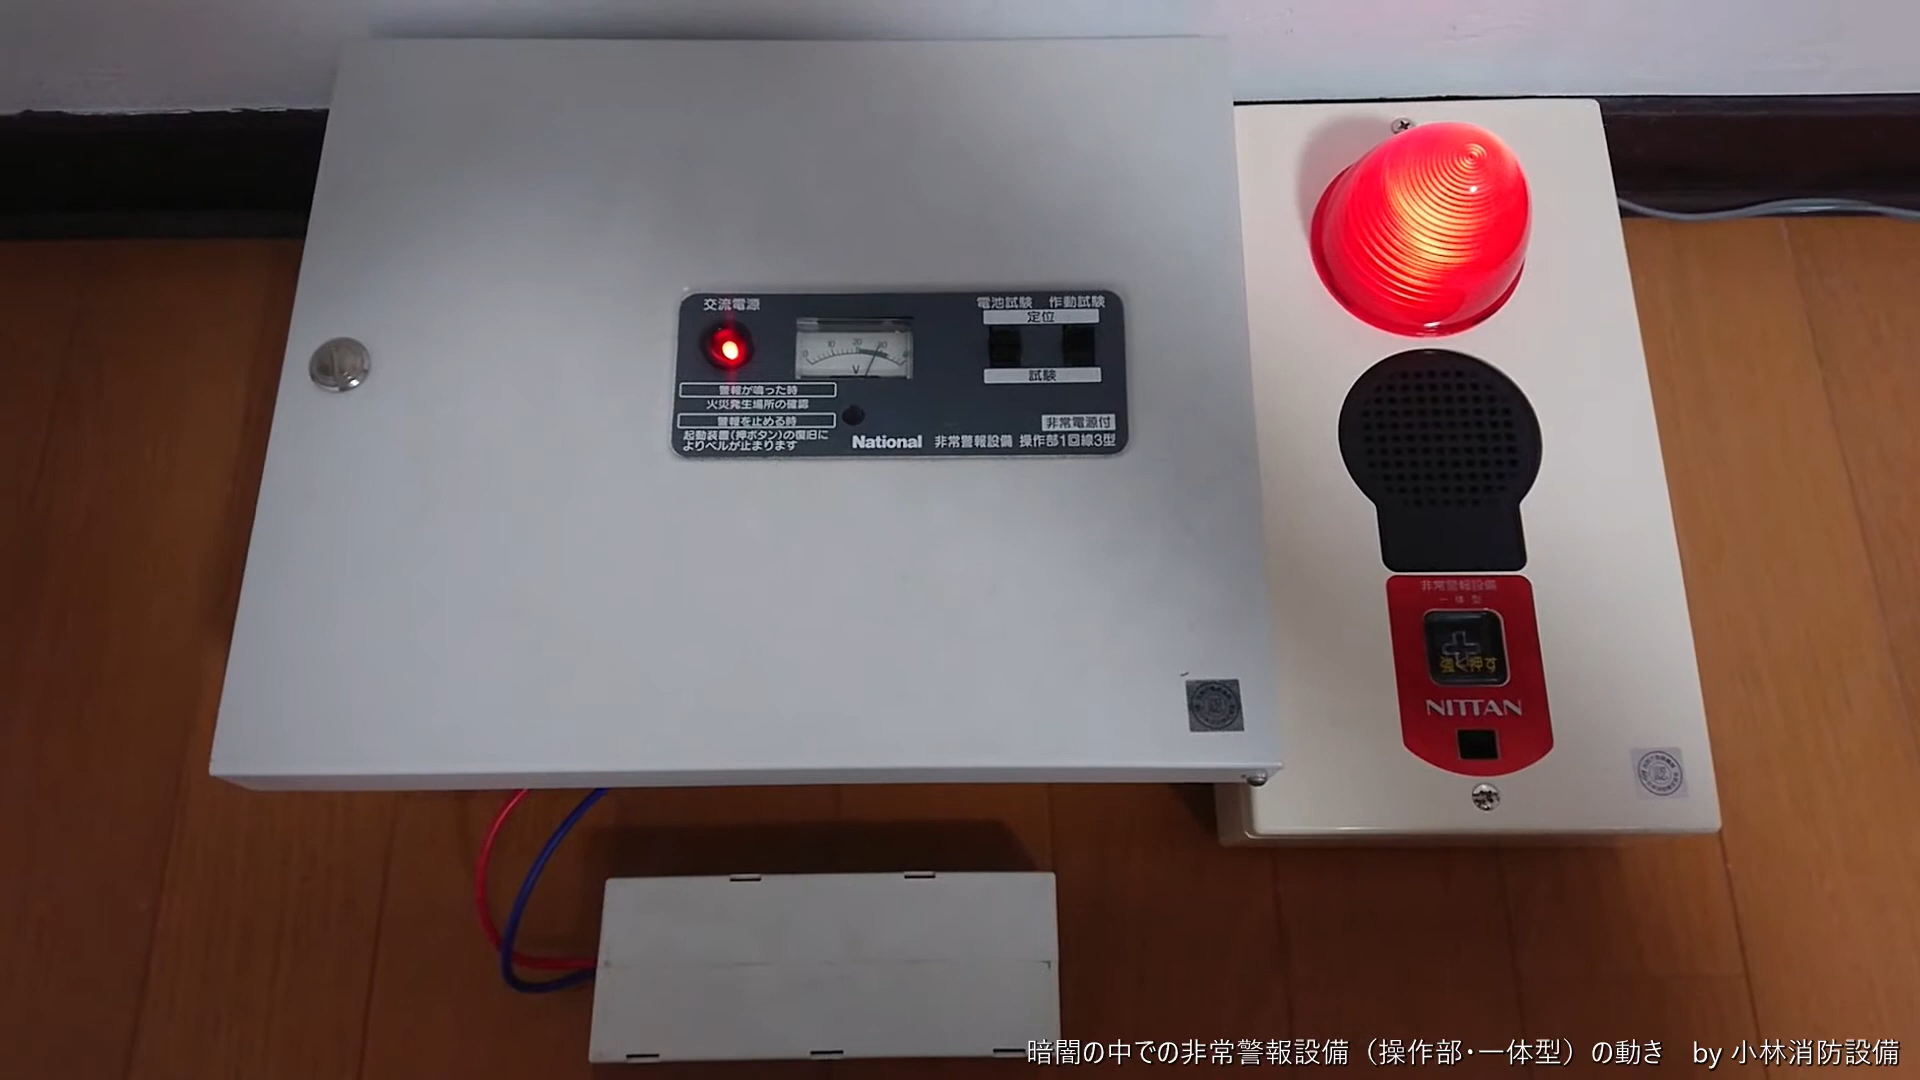 交流電源
電池試験 作動試験
定位
0 10 20 30
V
試験
警報が鳴った時
火災発生場所の確認
警報を止める時
起動装置(押ボタン)の復旧に
よりベルが止まります
非常電源付
National 非常警報設備 操作部1回線3型
非常警報設備
一体型
強く押す
NITTAN
暗闇の中での非常警報設備(操作部・一体型)の動き by 小林消防設備